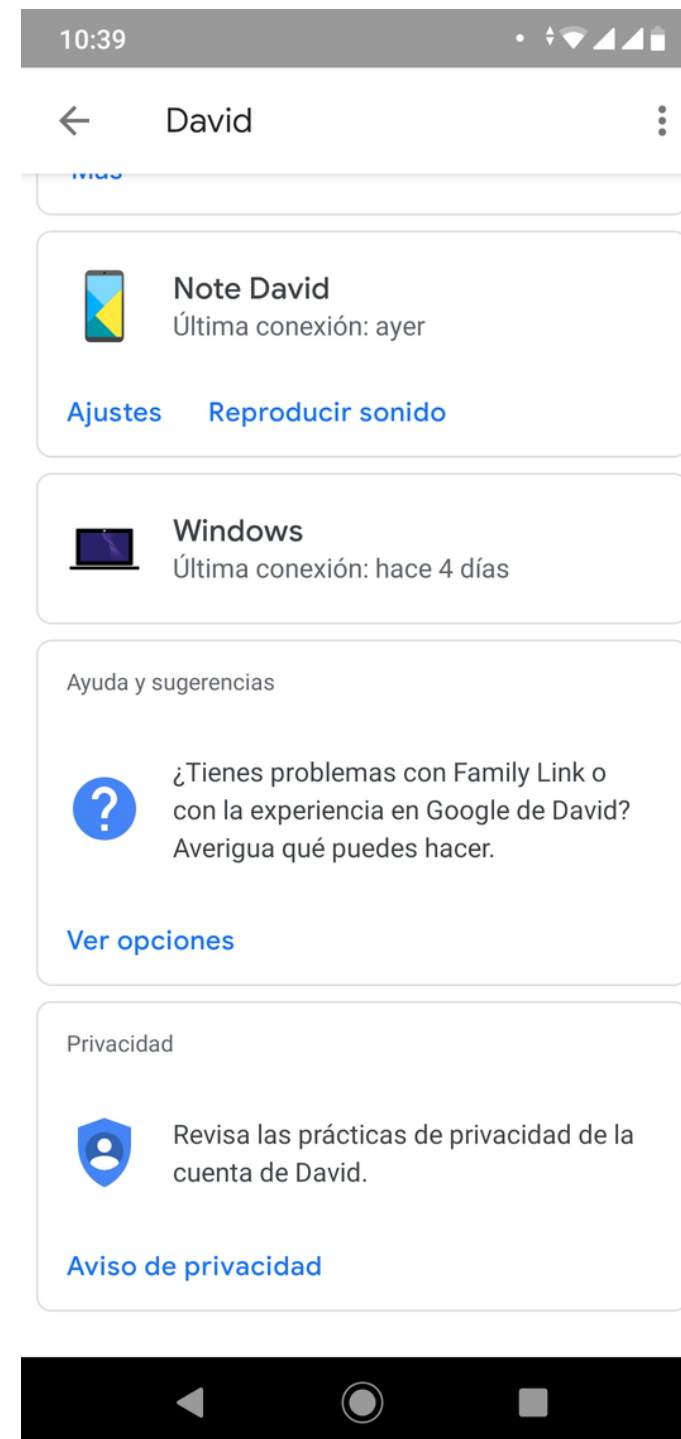 10:39
David
Más
Note David
Última conexión: ayer
Ajustes Reproducir sonido
Windows
Última conexión: hace 4 días
Ayuda y sugerencias
¿Tienes problemas con Family Link o
con la experiencia en Google de David?
Averigua qué puedes hacer.
Ver opciones
Privacidad
Revisa las prácticas de privacidad de la
cuenta de David.
Aviso de privacidad